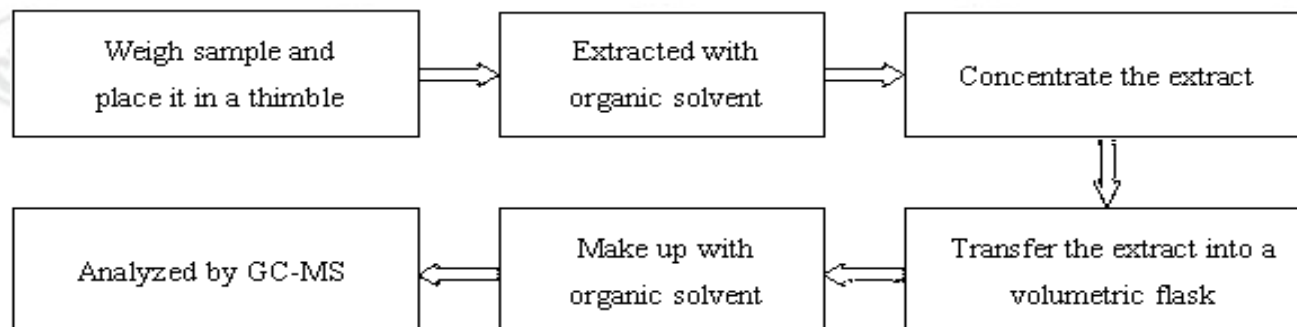 Weigh sample and
place it in a thimble
Extracted with
organic solvent
Concentrate the extract
Transfer the extract into a
volumetric flask
Make up with
organic solvent
Analyzed by GC-MS